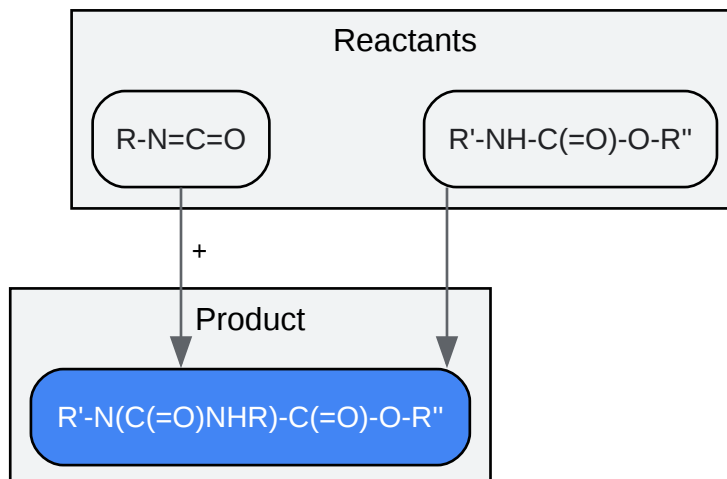 Reactants
R-N=C=O
R'-NH-C(=O)-O-R"
+
Product
R'-N(C(=O)NHR)-C(=O)-O-R"